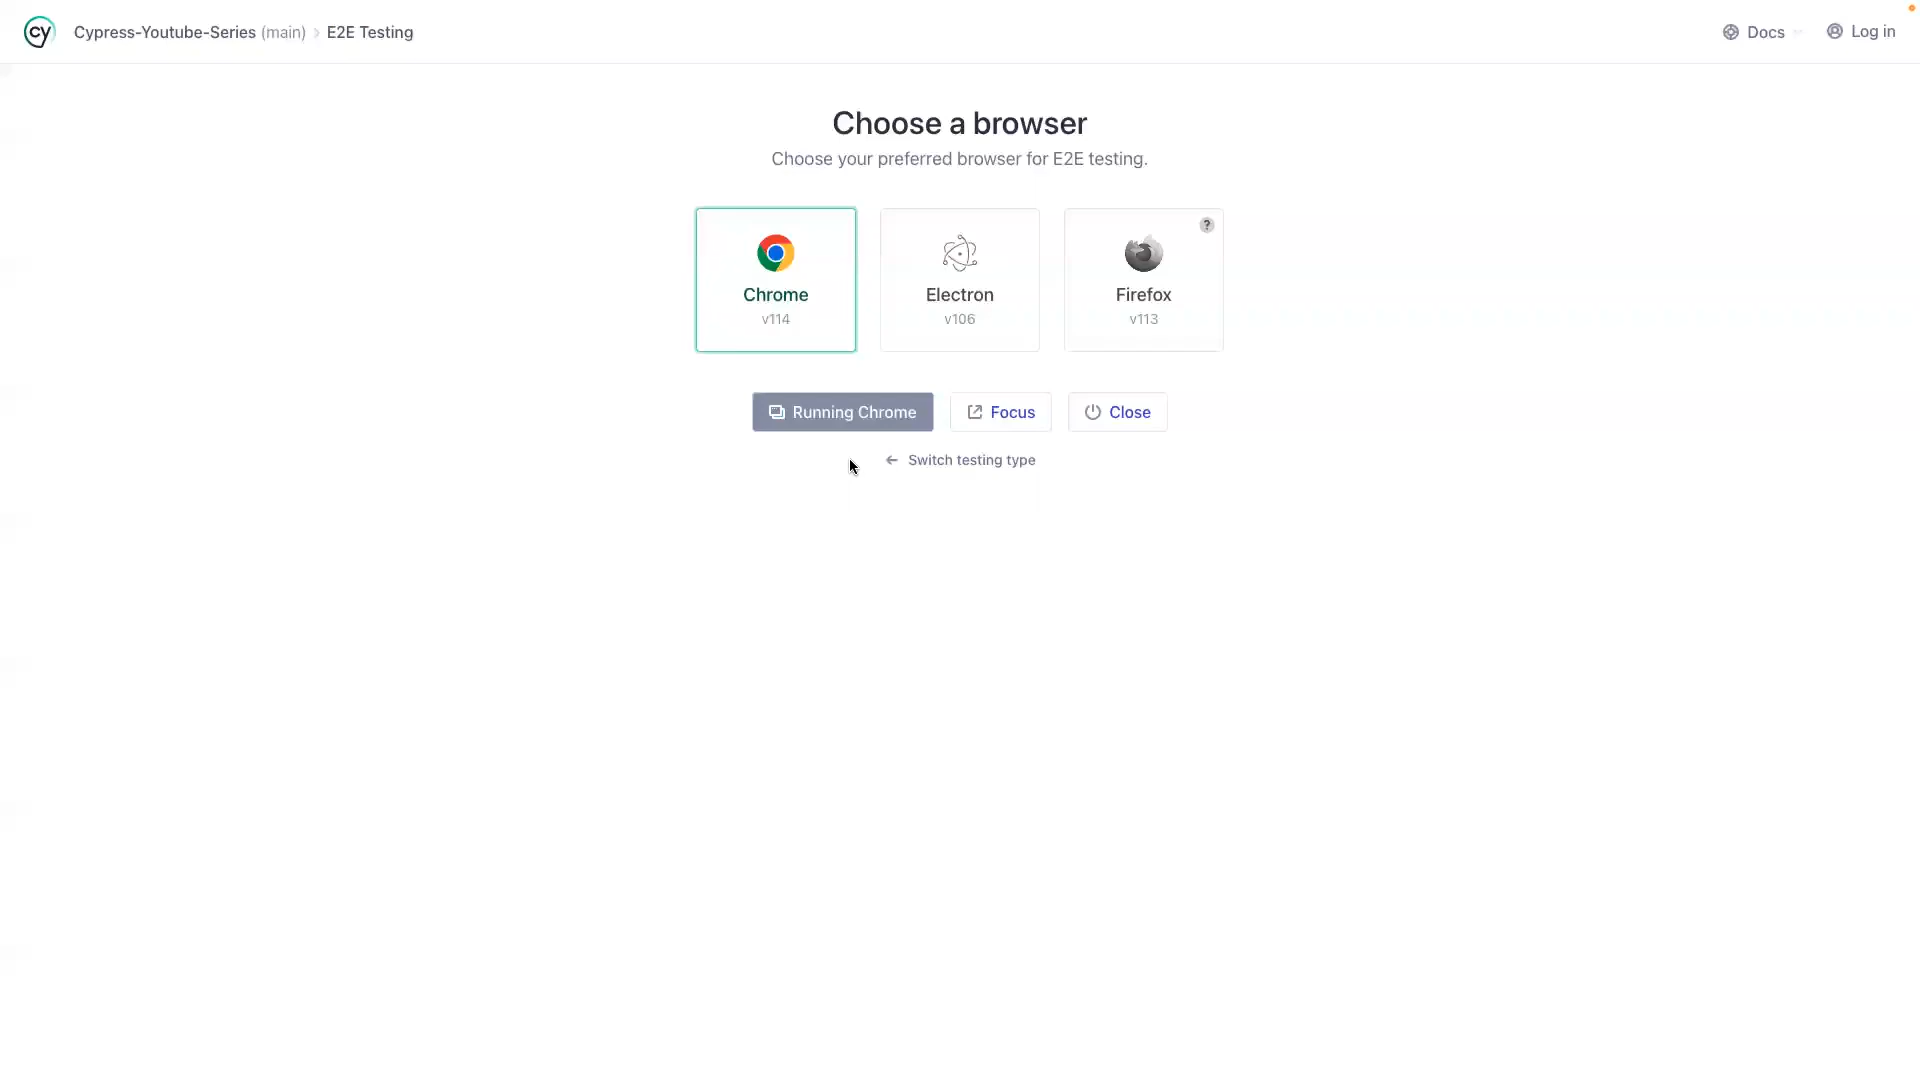 cy Cypress-Youtube-Series (main) › E2E Testing Docs Log in
Choose a browser
Choose your preferred browser for E2E testing.
?
Chrome Electron Firefox
v114 v106 v113
Running Chrome Focus Close
← Switch testing type